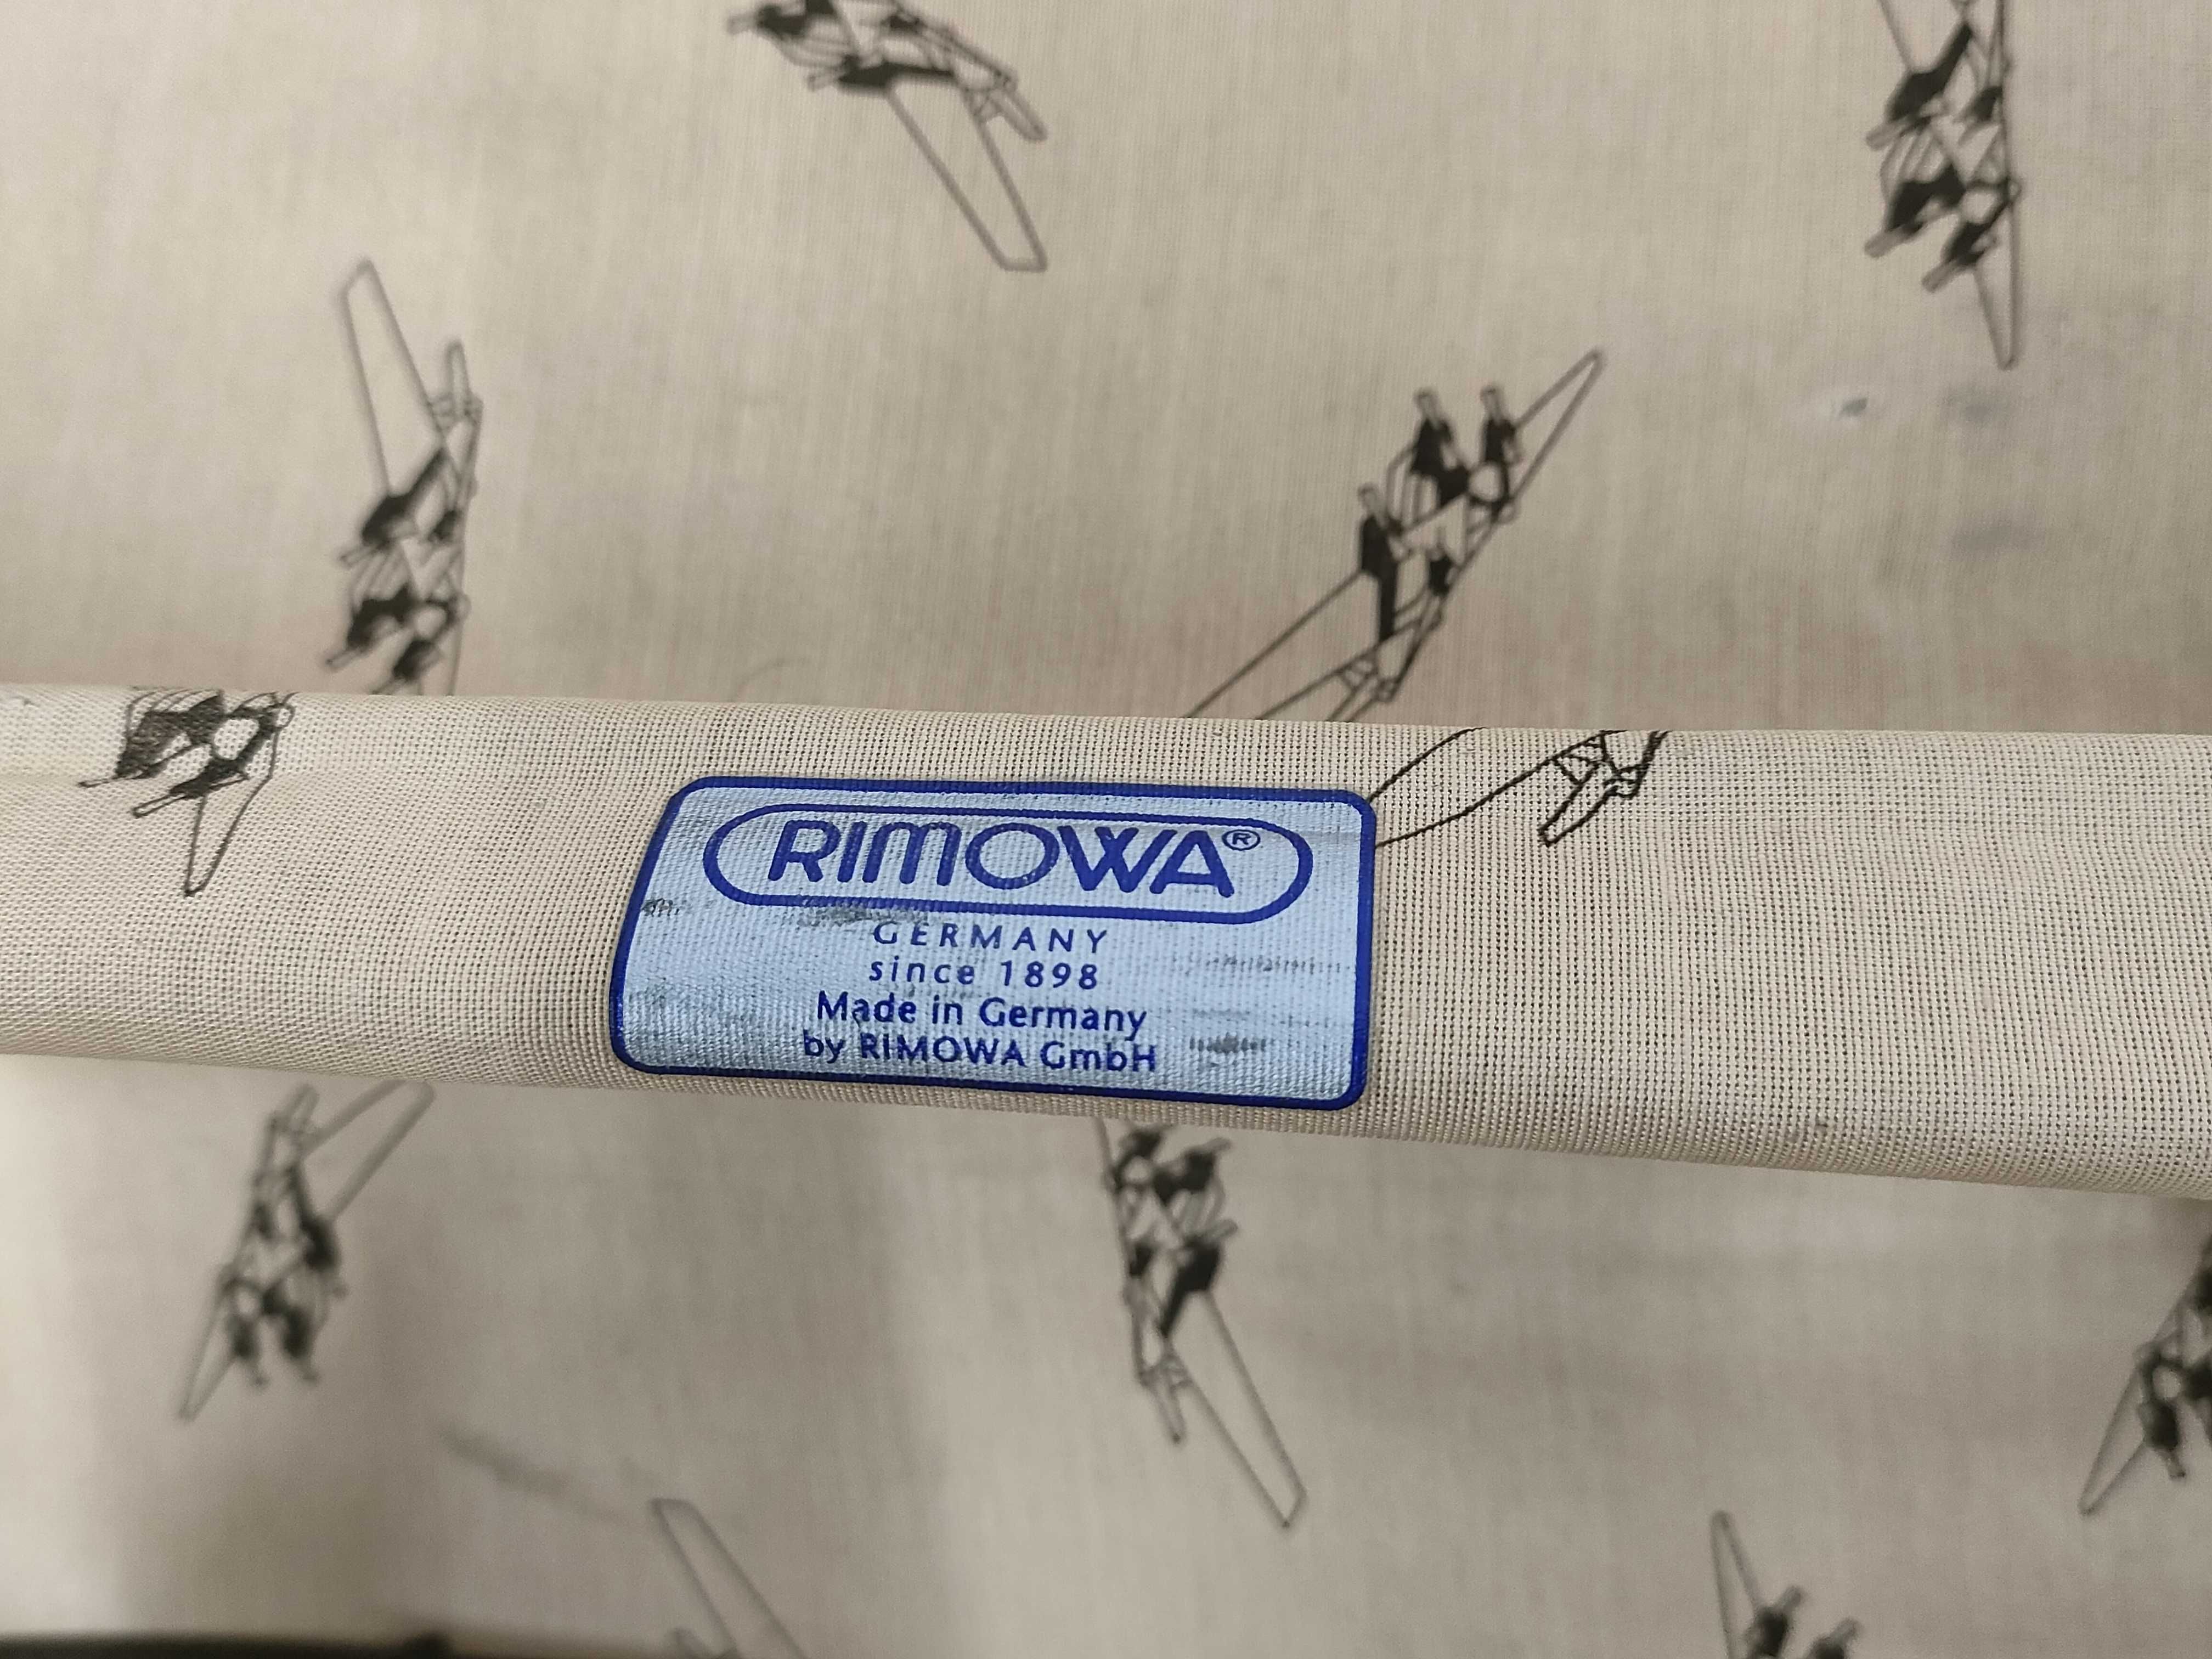 RIMOWA®
GERMANY
since 1898
Made in Germany
by RIMOWA GmbH